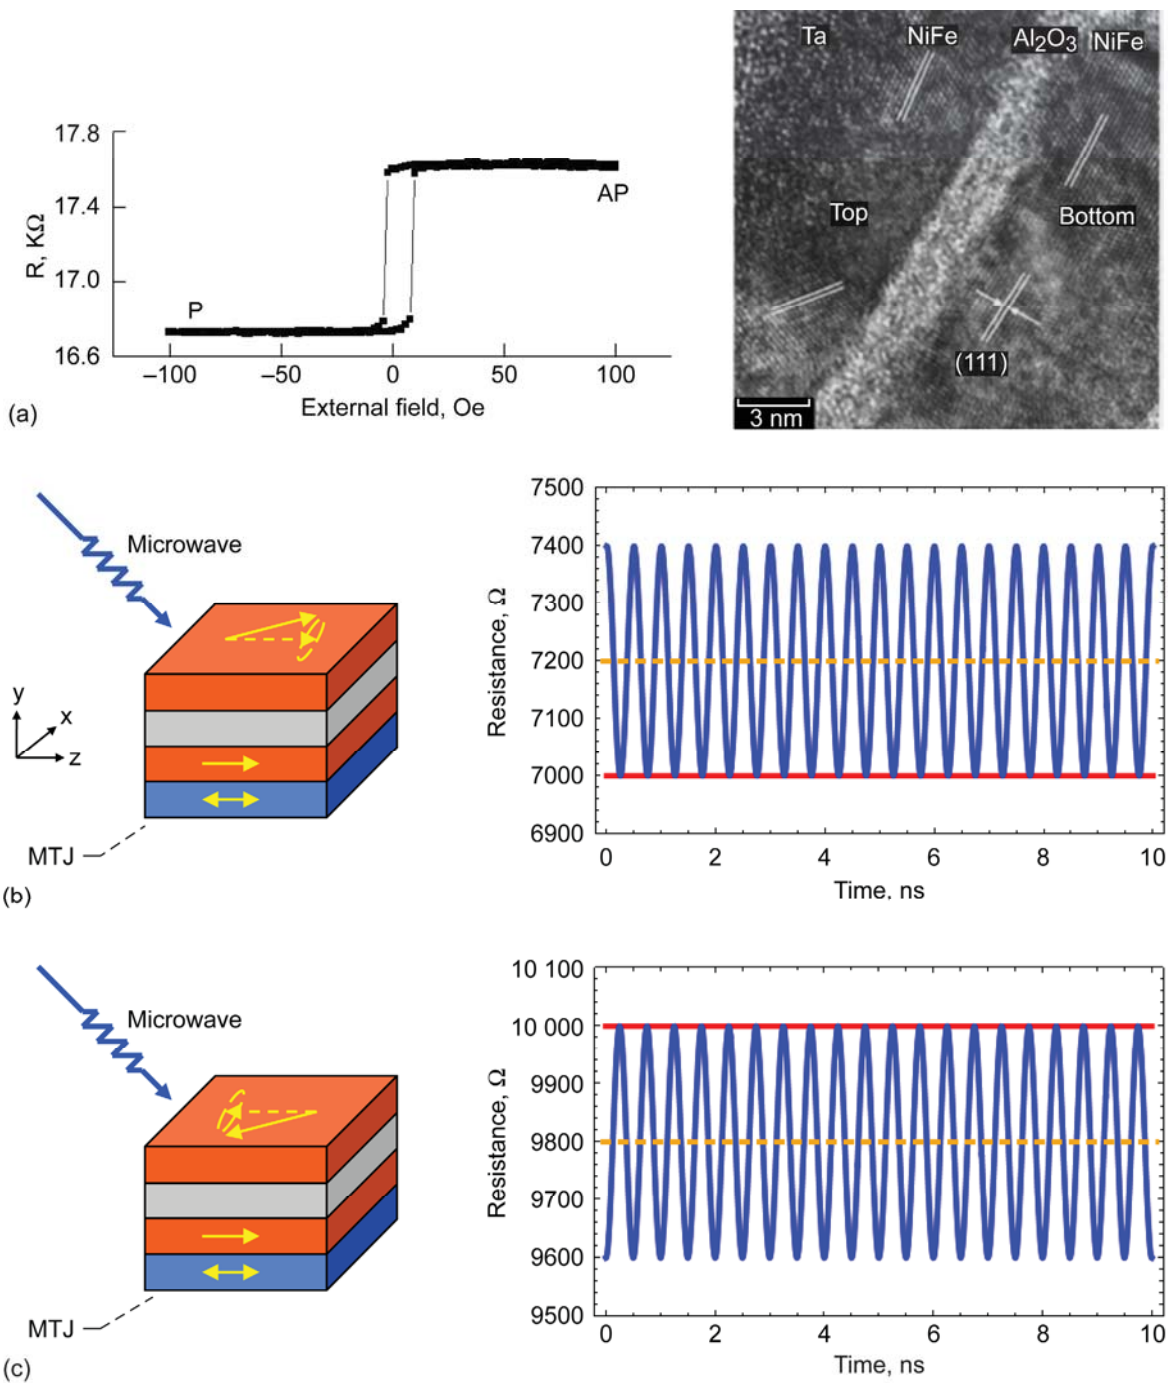 17.8
17.4
17.0
16.6
R, KΩ
P
AP
–100
–50
0
50
100
External field, Oe
(a)
Ta
NiFe
Al2O3
NiFe
Top
Bottom
(111)
3 nm
Microwave
y
x
z
MTJ
(b)
7500
7400
7300
7200
7100
7000
6900
Resistance, Ω
0
2
4
6
8
10
Time, ns
Microwave
MTJ
(c)
10 100
10 000
9900
9800
9700
9600
9500
Resistance, Ω
0
2
4
6
8
10
Time, ns